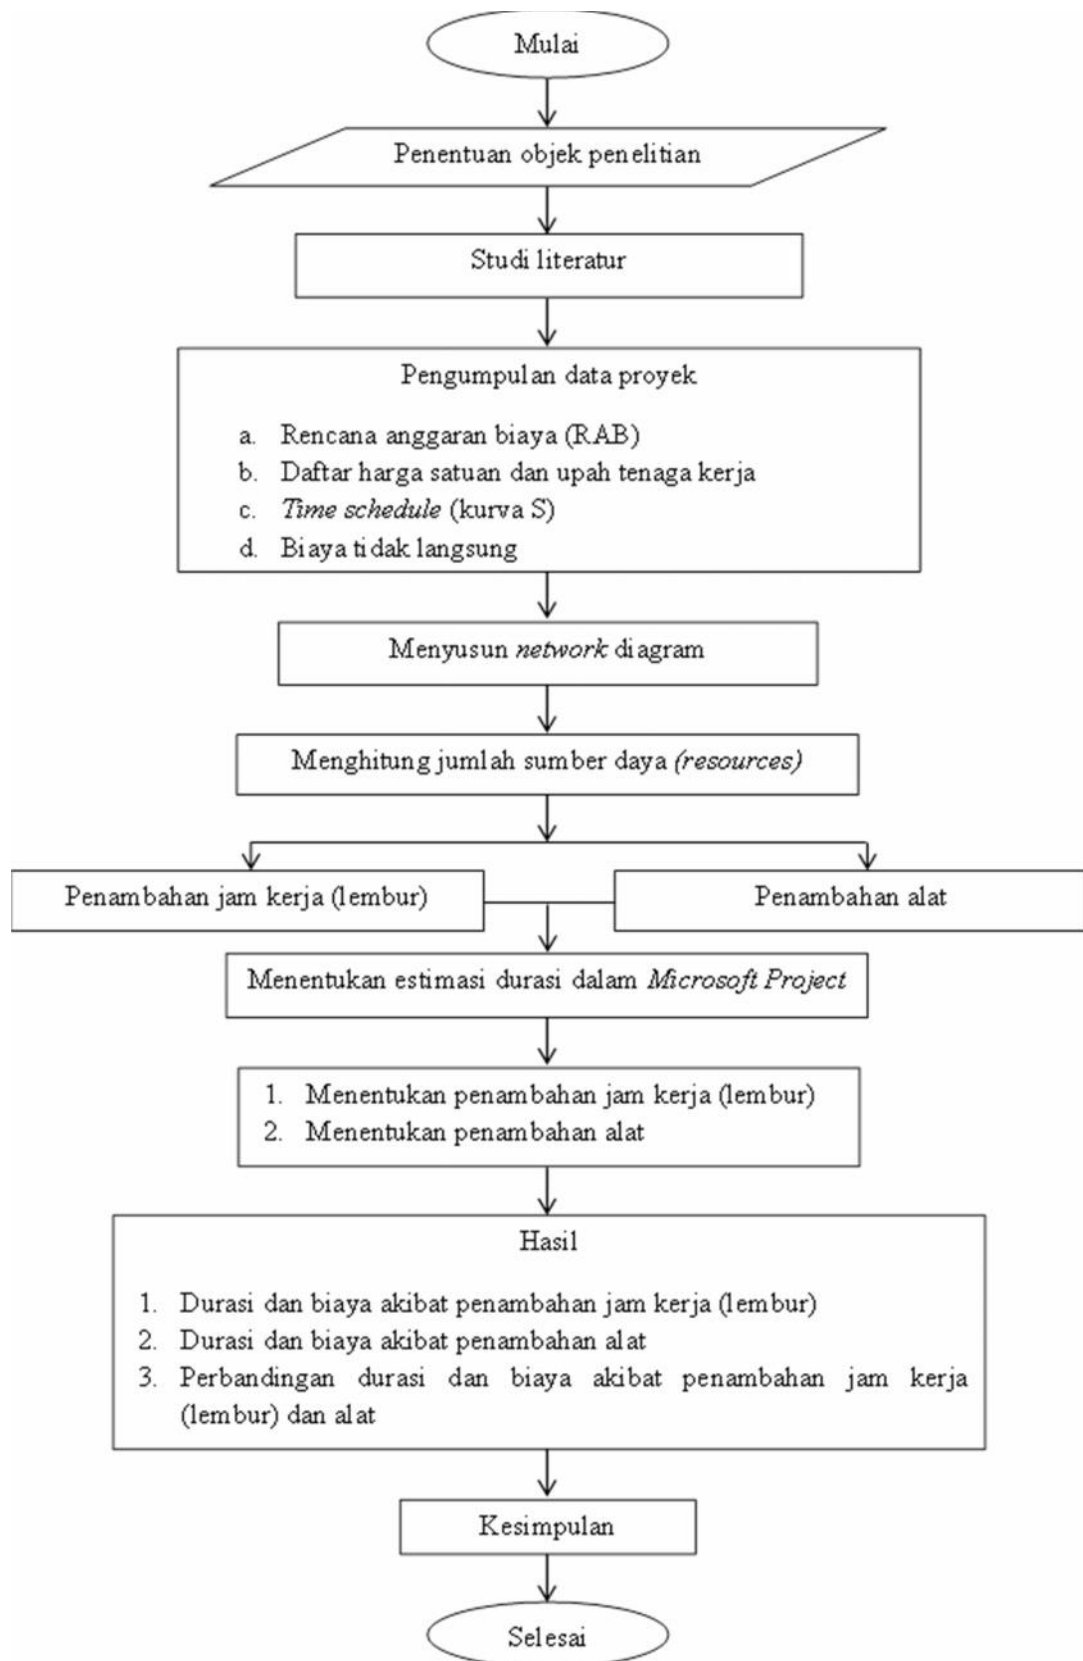 Mulai
Penentuan objek penelitian
Studi literatur
Pengumpulan data proyek
a. Rencana anggaran biaya (RAB)
b. Daftar harga satuan dan upah tenaga kerja
c. Time schedule (kurva S)
d. Biaya tidak langsung
Menyusun network diagram
Menghitung jumlah sumber daya (resources)
Penambahan jam kerja (lembur)
Penambahan alat
Menentukan estimasi durasi dalam Microsoft Project
1. Menentukan penambahan jam kerja (lembur)
2. Menentukan penambahan alat
Hasil
1. Durasi dan biaya akibat penambahan jam kerja (lembur)
2. Durasi dan biaya akibat penambahan alat
3. Perbandingan durasi dan biaya akibat penambahan jam kerja
(lembur) dan alat
Kesimpulan
Selesai